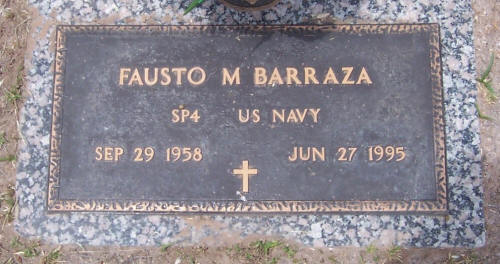 FAUSTO M BARRAZA
SP4 US NAVY
SEP 29 1958 JUN 27 1995